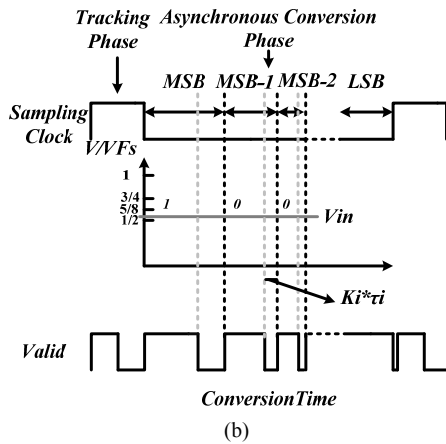 Tracking Asynchronous Conversion
Phase Phase
MSB MSB-1 MSB-2 LSB
Sampling
Clock
V/VFs
1
3/4
5/8
1/2
1 0 0
Vin
Ki*τi
Valid
ConversionTime
(b)